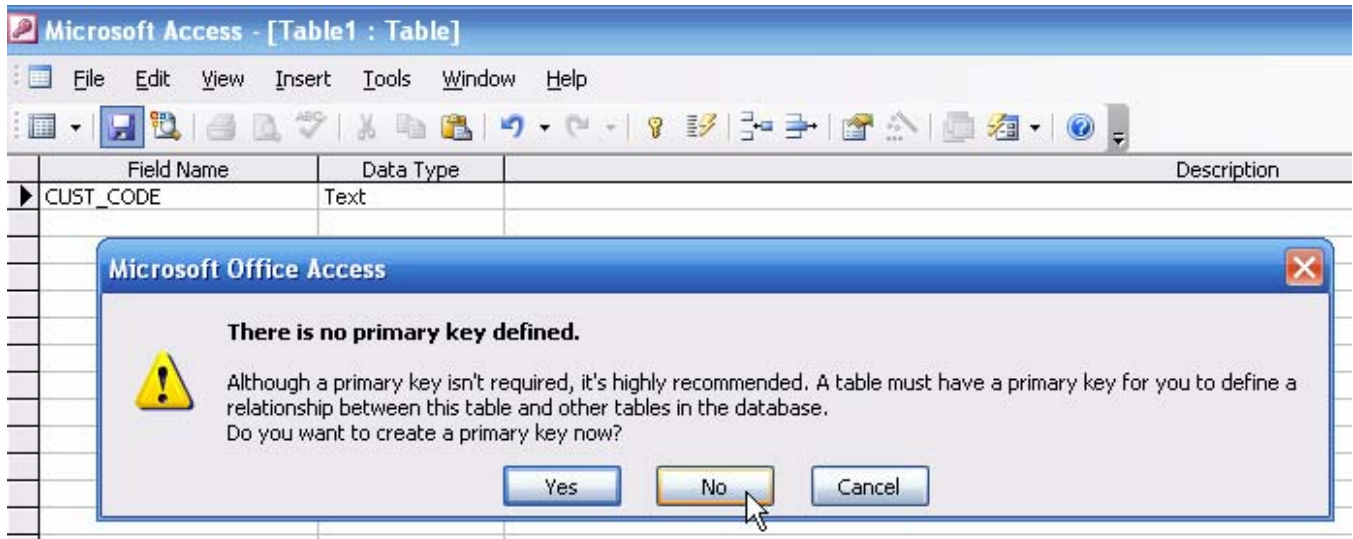 Microsoft Access - [Table1 : Table]
File Edit View Insert Tools Window Help
ABC
Field Name Data Type Description
CUST_CODE Text
Microsoft Office Access
There is no primary key defined.
Although a primary key isn't required, it's highly recommended. A table must have a primary key for you to define a
relationship between this table and other tables in the database.
Do you want to create a primary key now?
Yes No Cancel